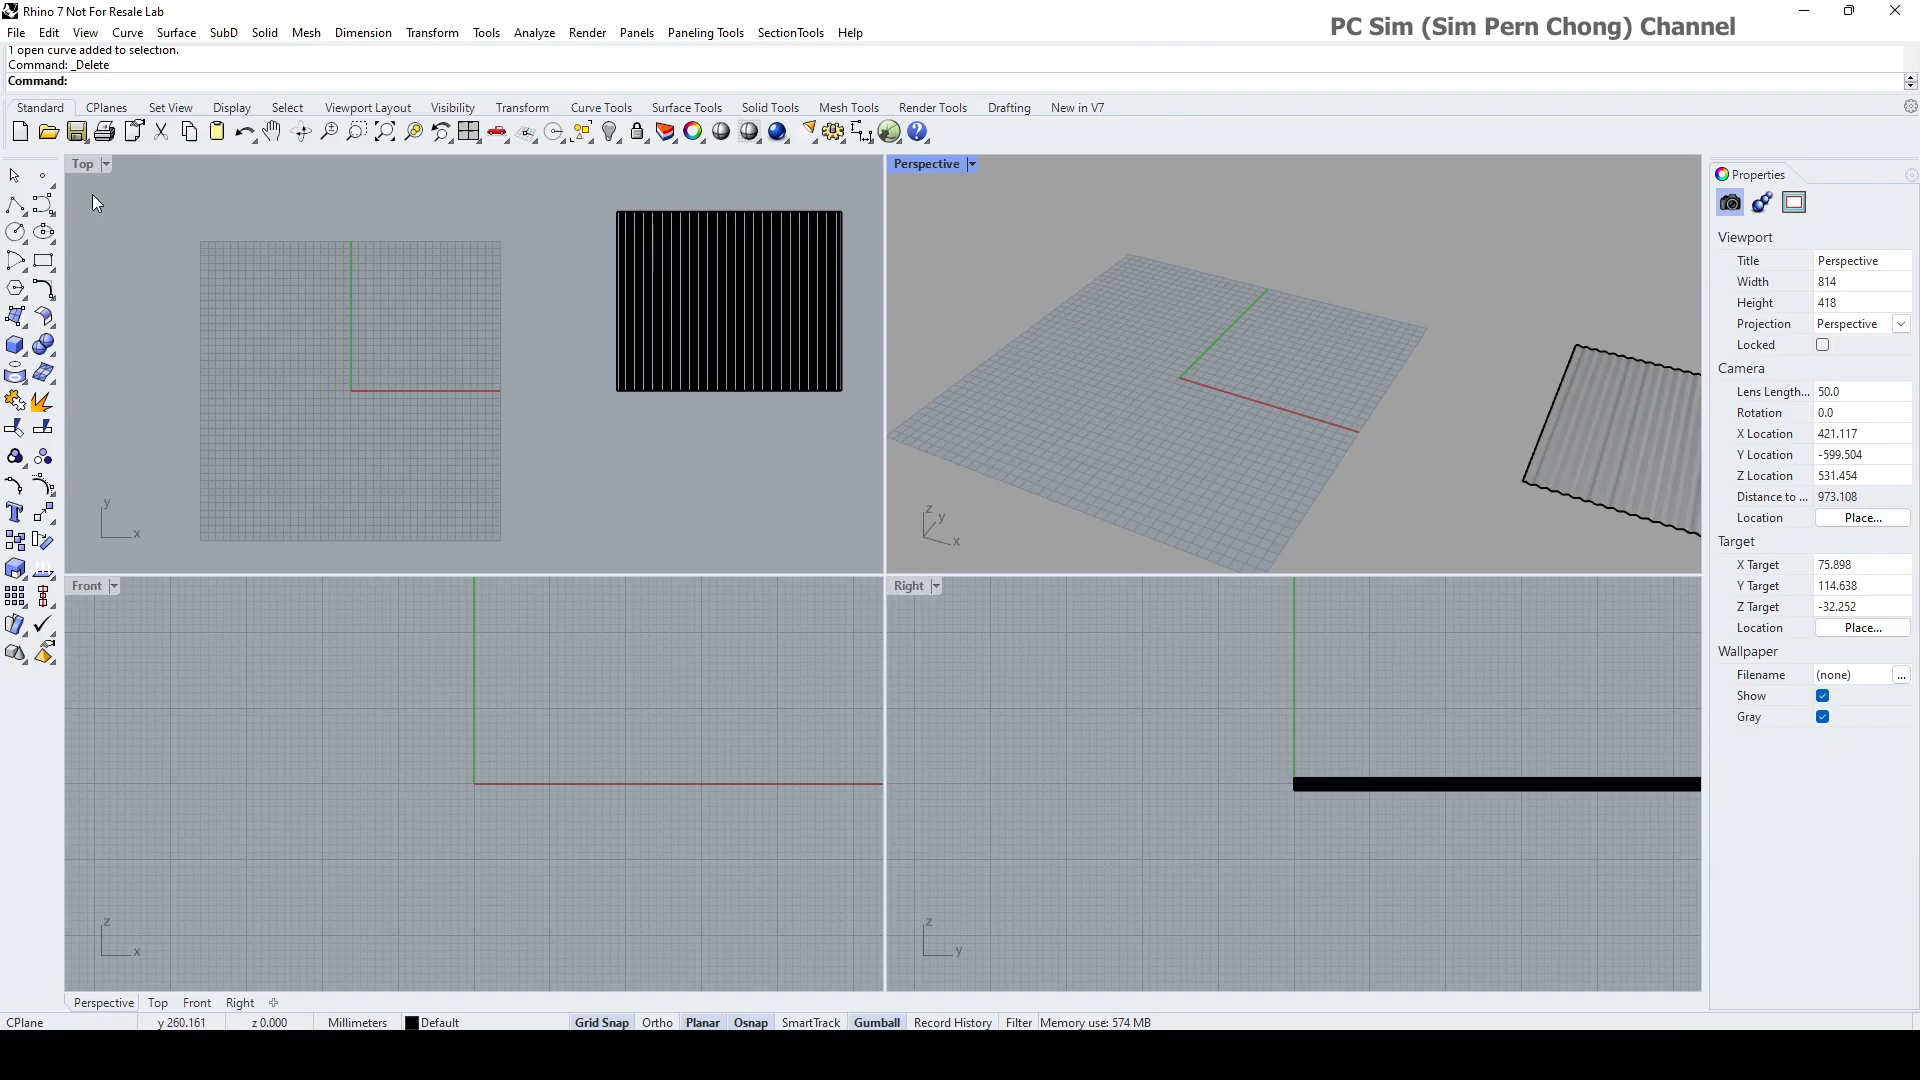 Rhino 7 Not For Resale Lab
PC Sim (Sim Pern Chong) Channel
File Edit View Curve Surface SubD Solid Mesh Dimension Transform Tools Analyze Render Panels Paneling Tools SectionTools Help
1 open curve added to selection.
Command: _Delete
Command:
Standard CPlanes Set View Display Select Viewport Layout Visibility Transform Curve Tools Surface Tools Solid Tools Mesh Tools Render Tools Drafting New in V7
Top
y
x
Perspective
z
y
x
Front
z
x
Right
z
y
Properties
Viewport
Title Perspective
Width 814
Height 418
Projection Perspective
Locked
Camera
Lens Length... 50.0
Rotation 0.0
X Location 421.117
Y Location -599.504
Z Location 531.454
Distance to ... 973.108
Location Place...
Target
X Target 75.898
Y Target 114.638
Z Target -32.252
Location Place...
Wallpaper
Filename (none) ...
Show
Gray
Perspective Top Front Right
CPlane y 260.161 z 0.000 Millimeters Default Grid Snap Ortho Planar Osnap SmartTrack Gumball Record History Filter Memory use: 574 MB